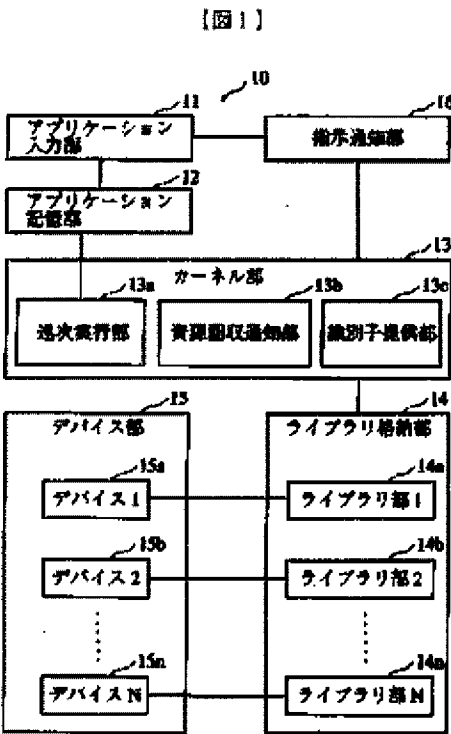 【図1】
10
11
アプリケーション
入力部
16
指示通知部
12
アプリケーション
記憶部
13
カーネル部
13a
逐次実行部
13b
資源回収通知部
13c
識別子提供部
15
デバイス部
14
ライブラリ格納部
15a
デバイス1
14a
ライブラリ部1
15b
デバイス2
14b
ライブラリ部2
15n
デバイスN
14n
ライブラリ部N